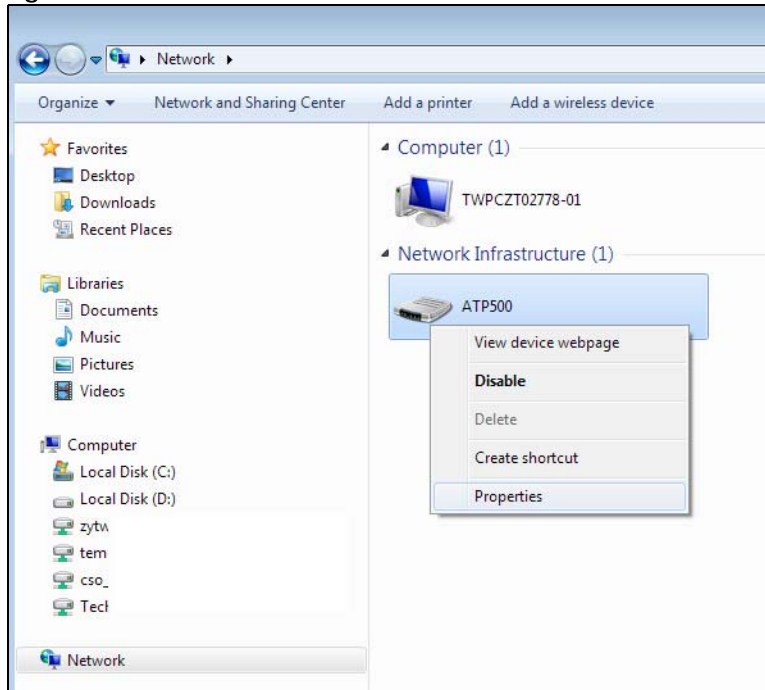 Network
Organize
Network and Sharing Center
Add a printer
Add a wireless device
Favorites
Desktop
Downloads
Recent Places
Libraries
Documents
Music
Pictures
Videos
Computer
Local Disk (C:)
Local Disk (D:)
tem
cso_
Network
Computer (1)
TWPCZT02778-01
Network Infrastructure (1)
ATP500
View device webpage
Disable
Delete
Create shortcut
Properties